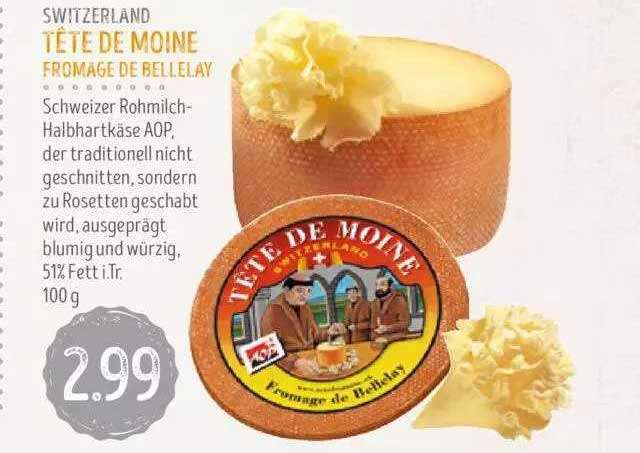 SWITZERLAND
TÊTE DE MOINE
FROMAGE DE BELLELAY
Schweizer Rohmilch-
Halbhartkäse AOP,
der traditionell nicht
geschnitten, sondern
zu Rosetten geschabt
wird, ausgeprägt
blumig und würzig,
51% Fett i.Tr.
100 g
2.99
TÊTE DE MOINE
SWITZERLAND
AOP
Fromage de Bellelay